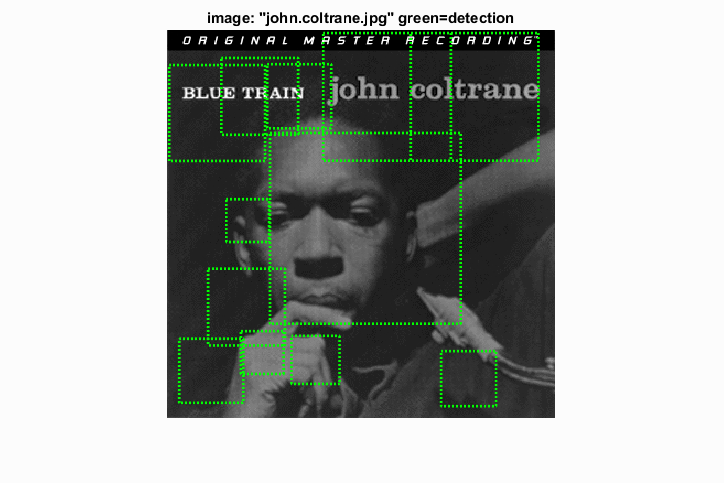 image: "john.coltrane.jpg" green=detection
ORIGINAL MASTER RECORDING
BLUE TRAIN john coltrane